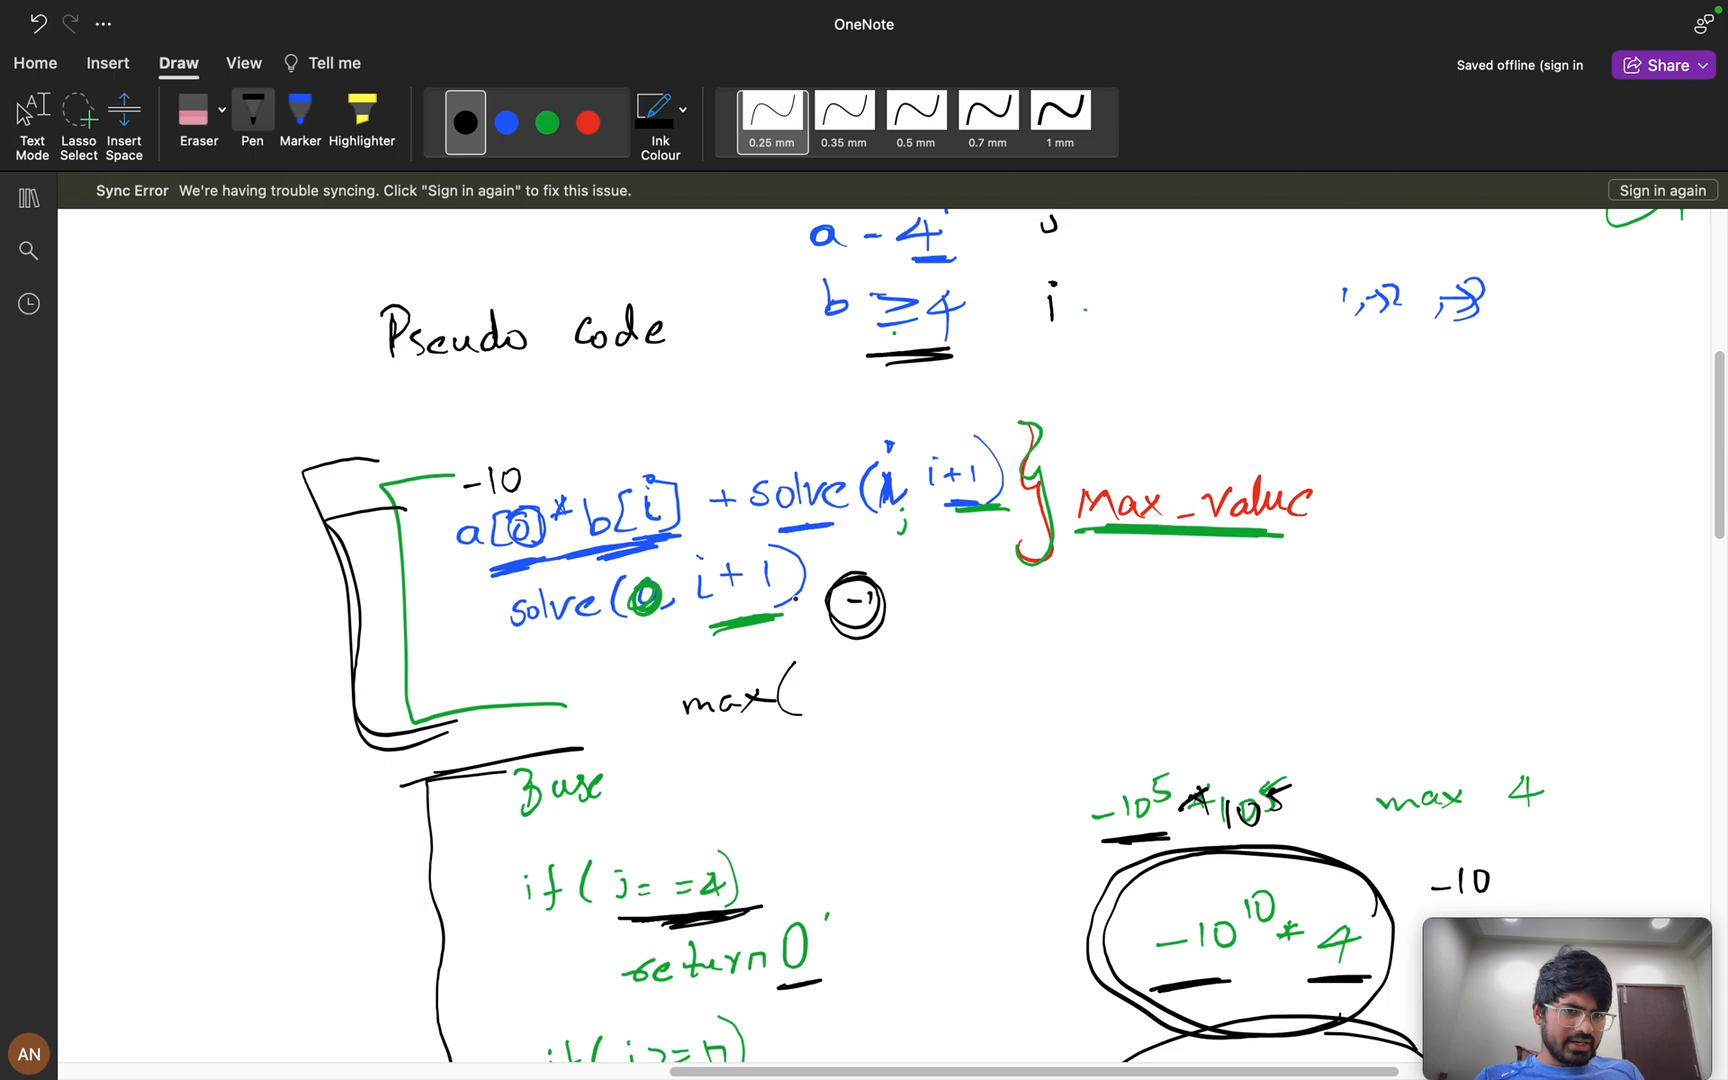 OneNote
Home Insert Draw View Tell me
Saved offline (sign in
Share
Text Mode
Lasso Select
Insert Space
Eraser
Pen
Marker
Highlighter
Ink Colour
0.25 mm
0.35 mm
0.5 mm
0.7 mm
1 mm
Sync Error We're having trouble syncing. Click "Sign in again" to fix this issue.
Sign in again
a - 4
b ≥ 4 i
Pseudo code
-10
a[0] * b[i] + solve( j, i+1)
Max_value
solve(0, i+1) -1
max(
Base
-10^5 * 10^5 max 4
if( j = =4)
return 0
-10^10 * 4
-10
if( i >= n)
AN